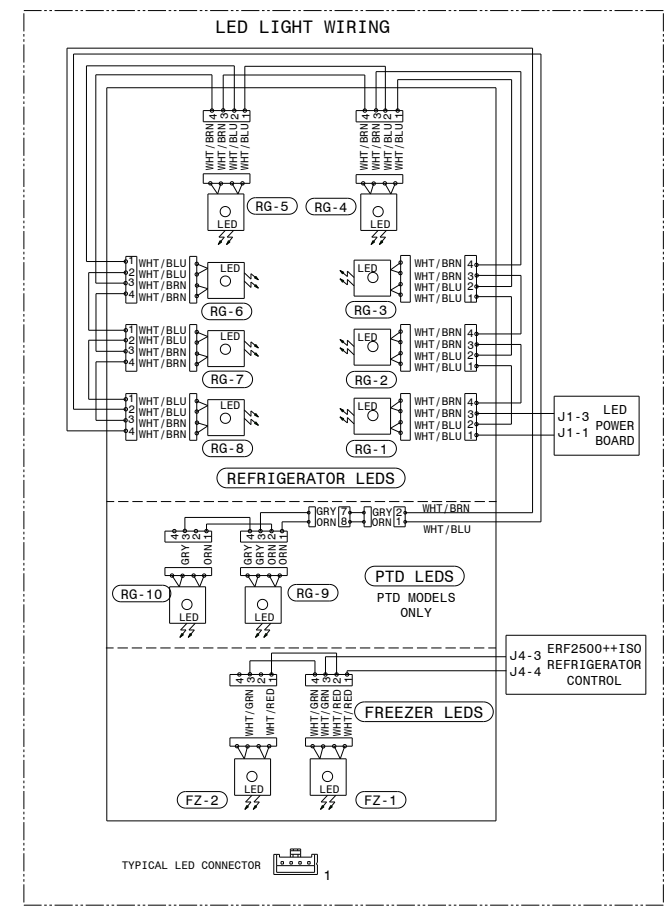 LED LIGHT WIRING
4 3 2 1
4 3 2 1
WHT/BRN
WHT/BRN
WHT/BLU
WHT/BLU
WHT/BRN
WHT/BRN
WHT/BLU
WHT/BLU
LED
RG-5
RG-4
LED
1 WHT/BLU
2 WHT/BLU
3 WHT/BRN
4 WHT/BRN
LED
RG-6
LED
RG-3
WHT/BRN 4
WHT/BRN 3
WHT/BLU 2
WHT/BLU 1
1 WHT/BLU
2 WHT/BLU
3 WHT/BRN
4 WHT/BRN
LED
RG-7
LED
RG-2
WHT/BRN 4
WHT/BRN 3
WHT/BLU 2
WHT/BLU 1
1 WHT/BLU
2 WHT/BLU
3 WHT/BRN
4 WHT/BRN
LED
RG-8
LED
RG-1
WHT/BRN 4
WHT/BRN 3
WHT/BLU 2
WHT/BLU 1
J1-3
J1-1
LED
POWER
BOARD
REFRIGERATOR LEDS
GRY 7
ORN 8
GRY 2
ORN 1
WHT/BRN
WHT/BLU
4 3 2 1
GRY
ORN
4 3 2 1
GRY
GRY
ORN
ORN
RG-10
LED
LED
RG-9
PTD LEDS
PTD MODELS
ONLY
J4-3
J4-4
ERF2500++ISO
REFRIGERATOR
CONTROL
4 3 2 1
WHT/GRN
WHT/RED
4 3 2 1
WHT/GRN
WHT/GRN
WHT/RED
WHT/RED
FREEZER LEDS
LED
LED
FZ-2
FZ-1
TYPICAL LED CONNECTOR
1